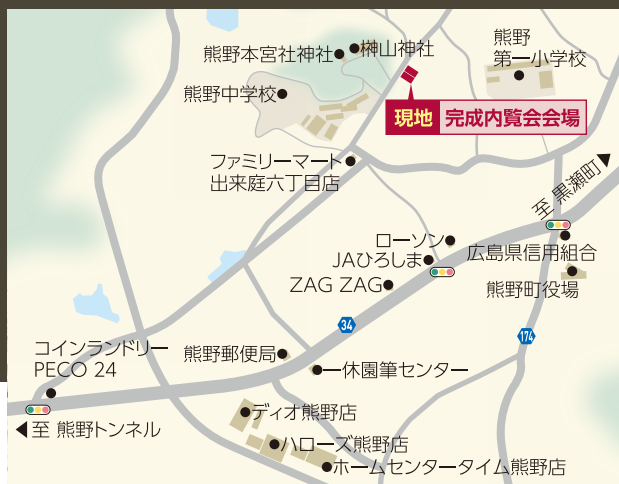 熊野本宮社神社
榊山神社
熊野
第一小学校
熊野中学校
現地 完成内覧会会場
ファミリーマート
出来庭六丁目店
至 黒瀬町
ローソン
JAひろしま
広島県信用組合
ZAG ZAG
熊野町役場
34
174
コインランドリー
PECO 24
熊野郵便局
一休園筆センター
至 熊野トンネル
ディオ熊野店
ハローズ熊野店
ホームセンタータイム熊野店